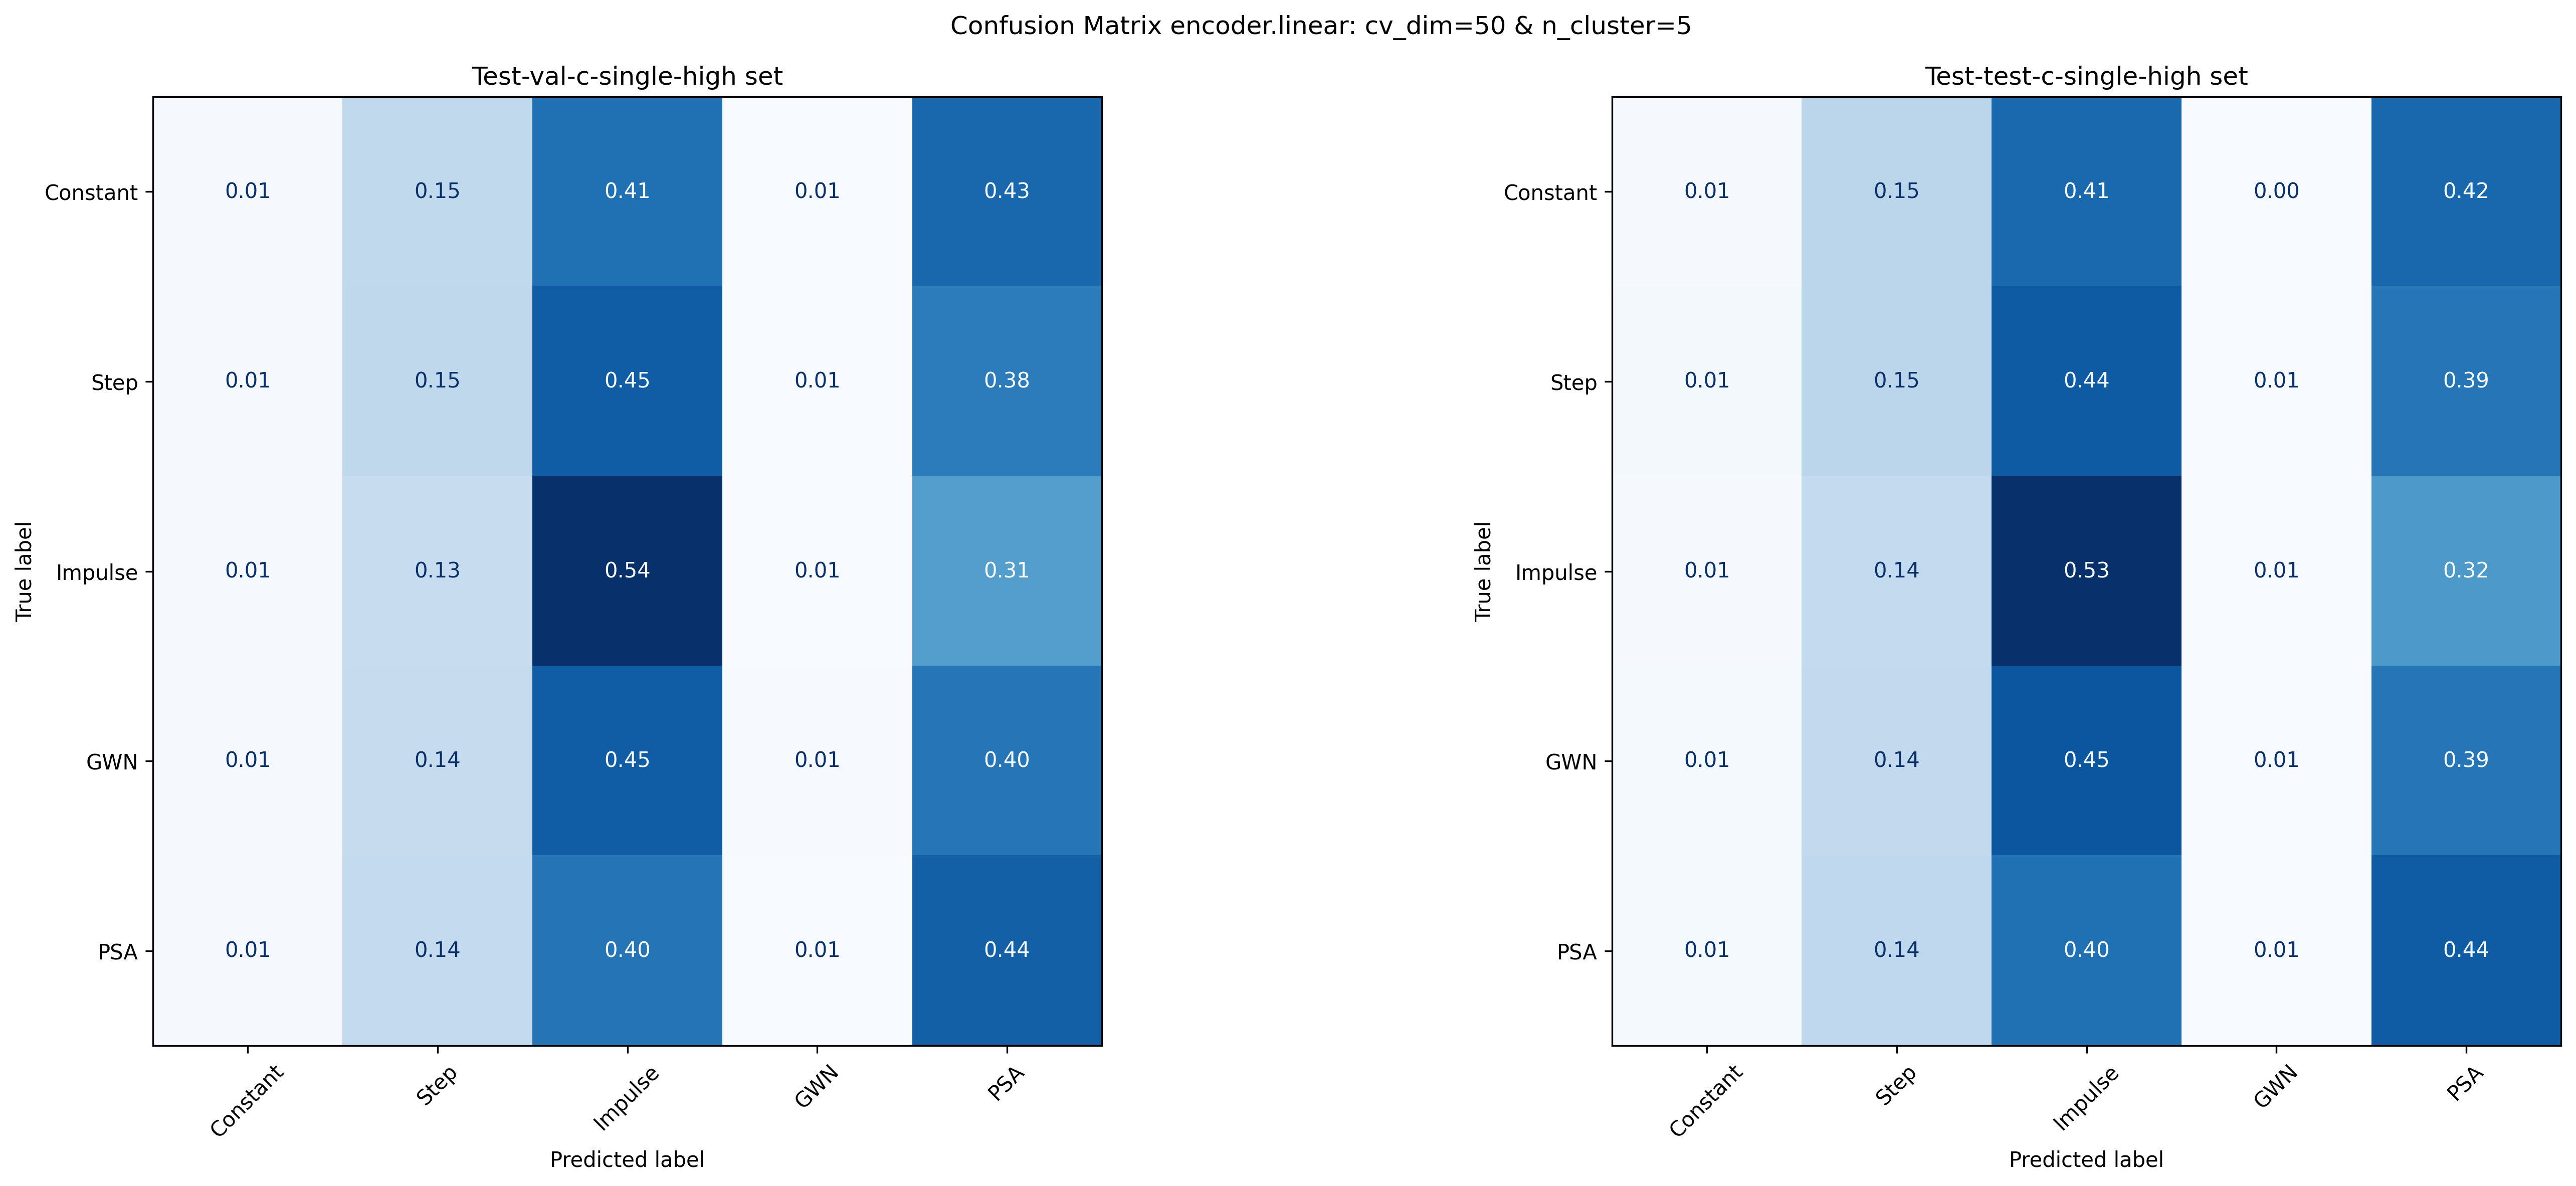 Confusion Matrix encoder.linear: cv_dim=50 & n_cluster=5
Test-val-c-single-high set
True label
Constant 0.01 0.15 0.41 0.01 0.43
Step 0.01 0.15 0.45 0.01 0.38
Impulse 0.01 0.13 0.54 0.01 0.31
GWN 0.01 0.14 0.45 0.01 0.40
PSA 0.01 0.14 0.40 0.01 0.44
Constant Step Impulse GWN PSA
Predicted label
Test-test-c-single-high set
True label
Constant 0.01 0.15 0.41 0.00 0.42
Step 0.01 0.15 0.44 0.01 0.39
Impulse 0.01 0.14 0.53 0.01 0.32
GWN 0.01 0.14 0.45 0.01 0.39
PSA 0.01 0.14 0.40 0.01 0.44
Constant Step Impulse GWN PSA
Predicted label